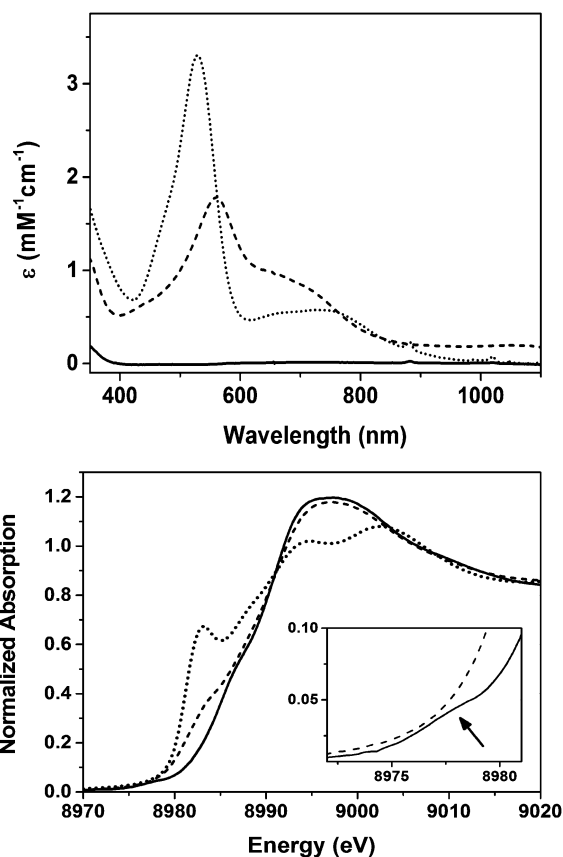 3
2
1
0
ε (mM⁻¹cm⁻¹)
400 600 800 1000
Wavelength (nm)
1.2
1.0
0.8
0.6
0.4
0.2
0.0
Normalized Absorption
0.10
0.05
8975 8980
8970 8980 8990 9000 9010 9020
Energy (eV)